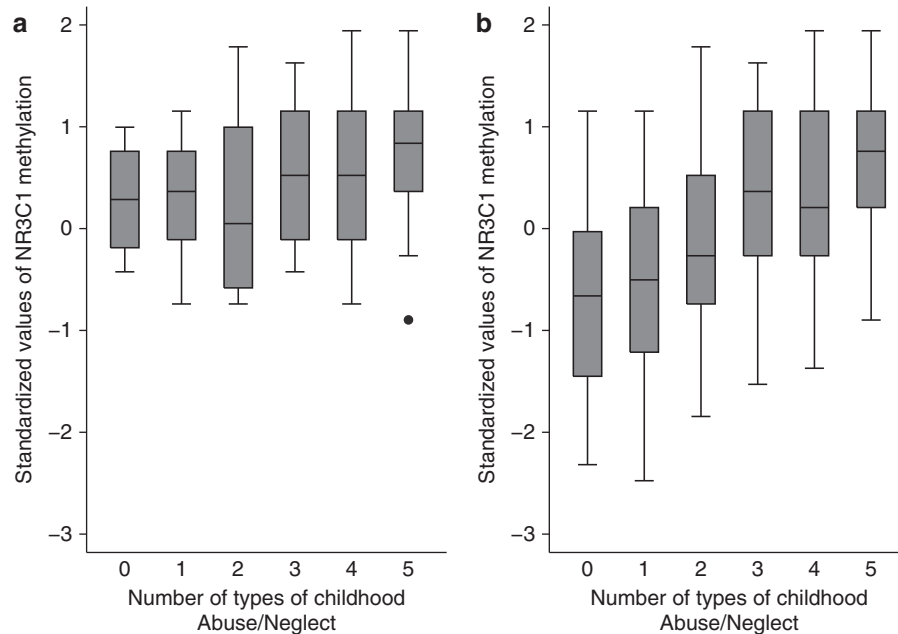 a
Standardized values of NR3C1 methylation
2
1
0
−1
−2
−3
0 1 2 3 4 5
Number of types of childhood
Abuse/Neglect
b
Standardized values of NR3C1 methylation
2
1
0
−1
−2
−3
0 1 2 3 4 5
Number of types of childhood
Abuse/Neglect